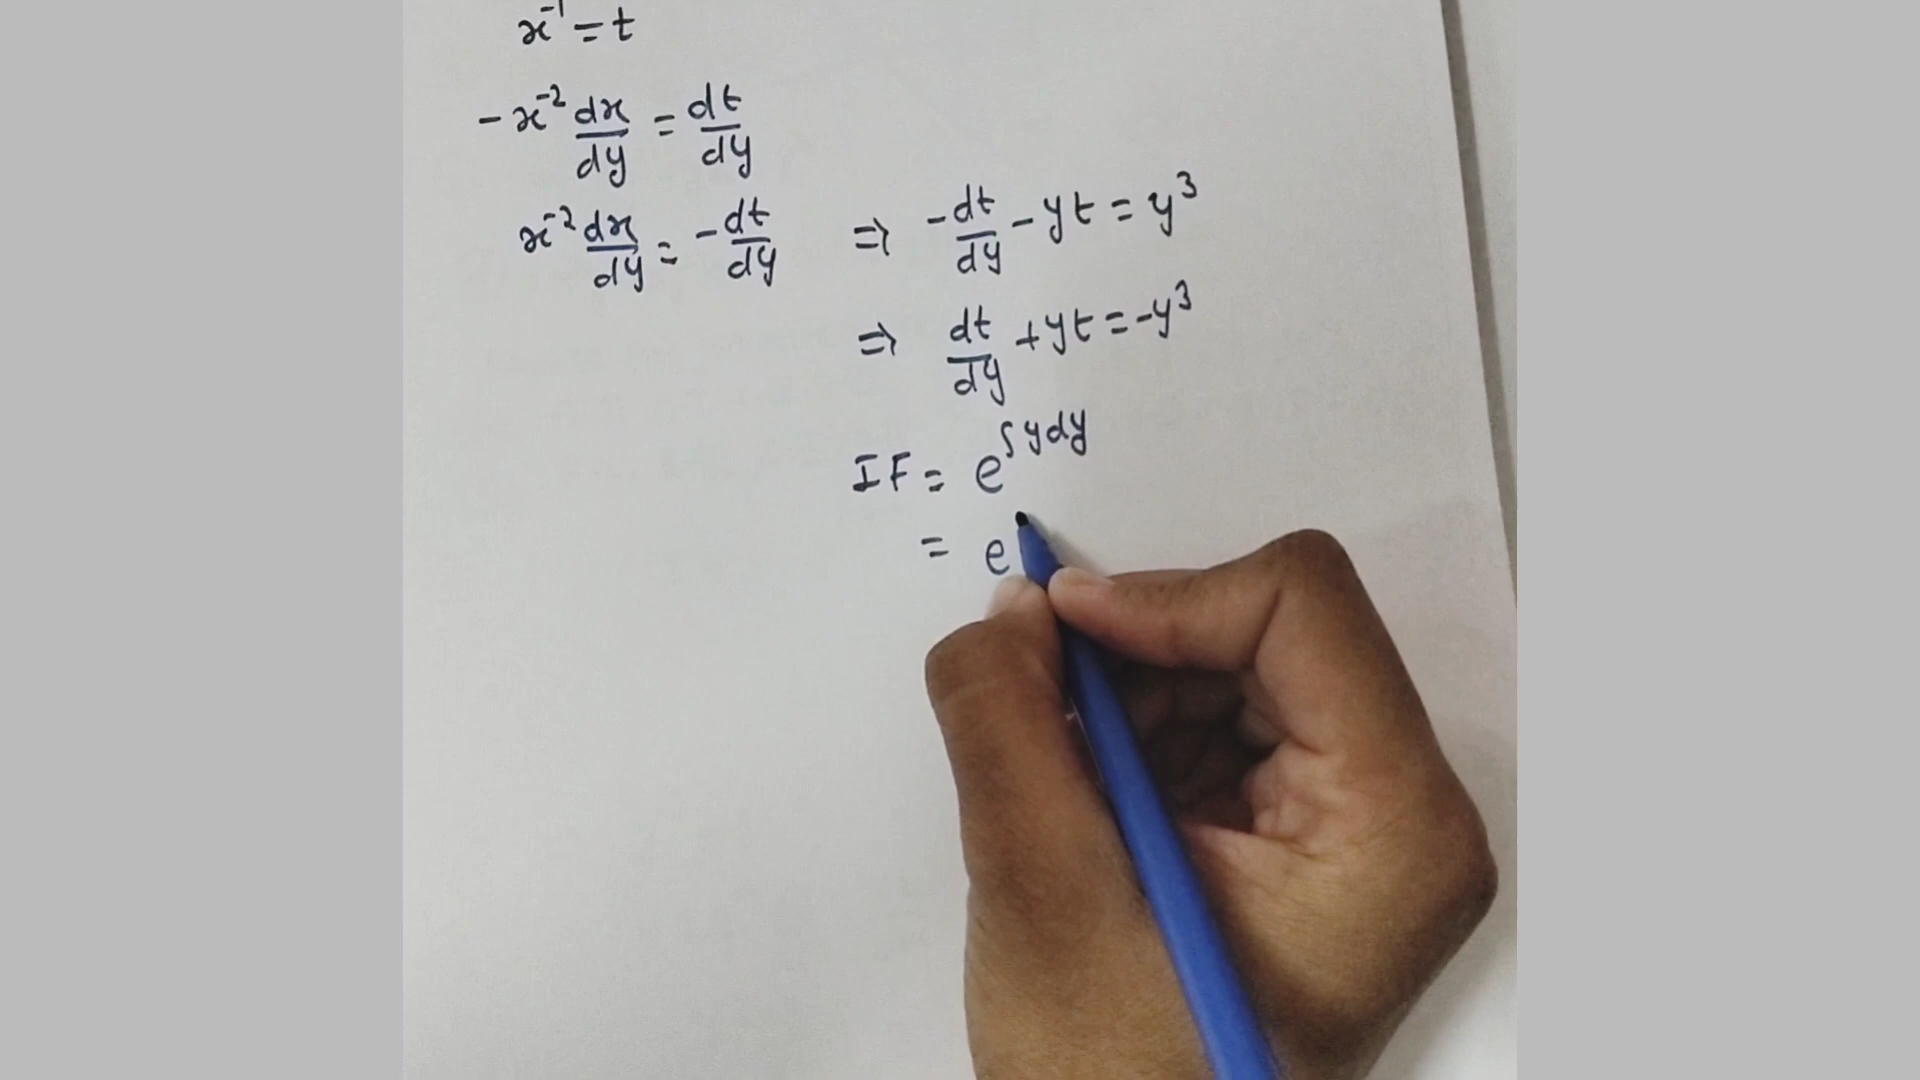 x⁻¹ = t
- x⁻² dx/dy = dt/dy
x⁻² dx/dy = - dt/dy ⇒ - dt/dy - yt = y³
⇒ dt/dy + yt = -y³
IF = e^∫ydy
= e